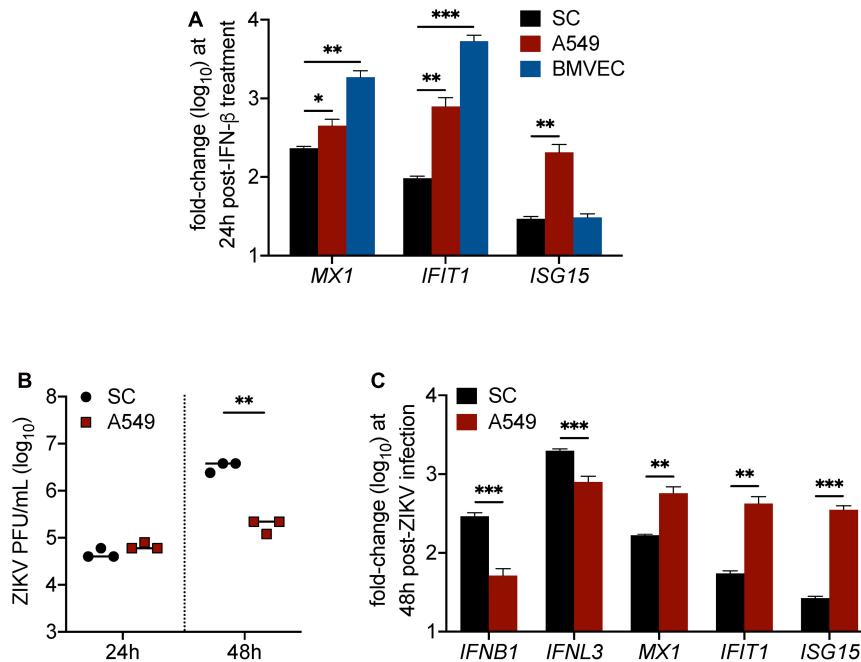 A
fold-change (log10) at
24h post-IFN-β treatment
4
3
2
1
SC
A549
BMVEC
**
*
***
**
**
MX1 IFIT1 ISG15
B
ZIKV PFU/mL (log10)
8
7
6
5
4
3
SC
A549
**
24h 48h
C
fold-change (log10) at
48h post-ZIKV infection
4
3
2
1
SC
A549
***
***
**
**
***
IFNB1 IFNL3 MX1 IFIT1 ISG15